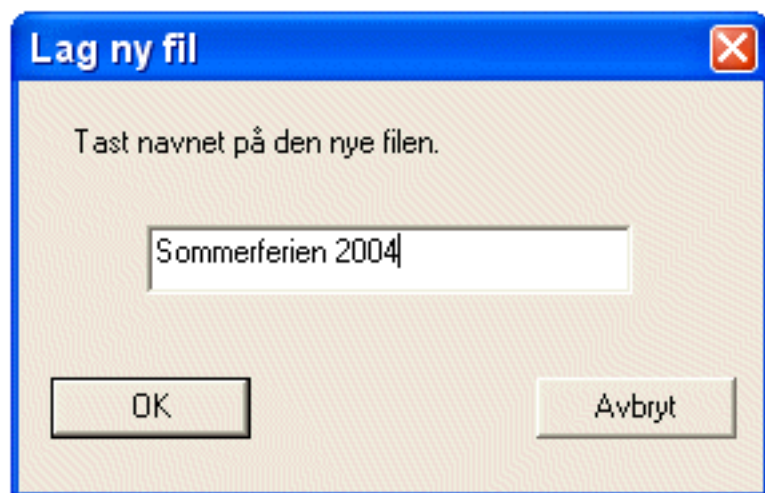 Lag ny fil
Tast navnet på den nye filen.
Sommerferien 2004
OK
Avbryt